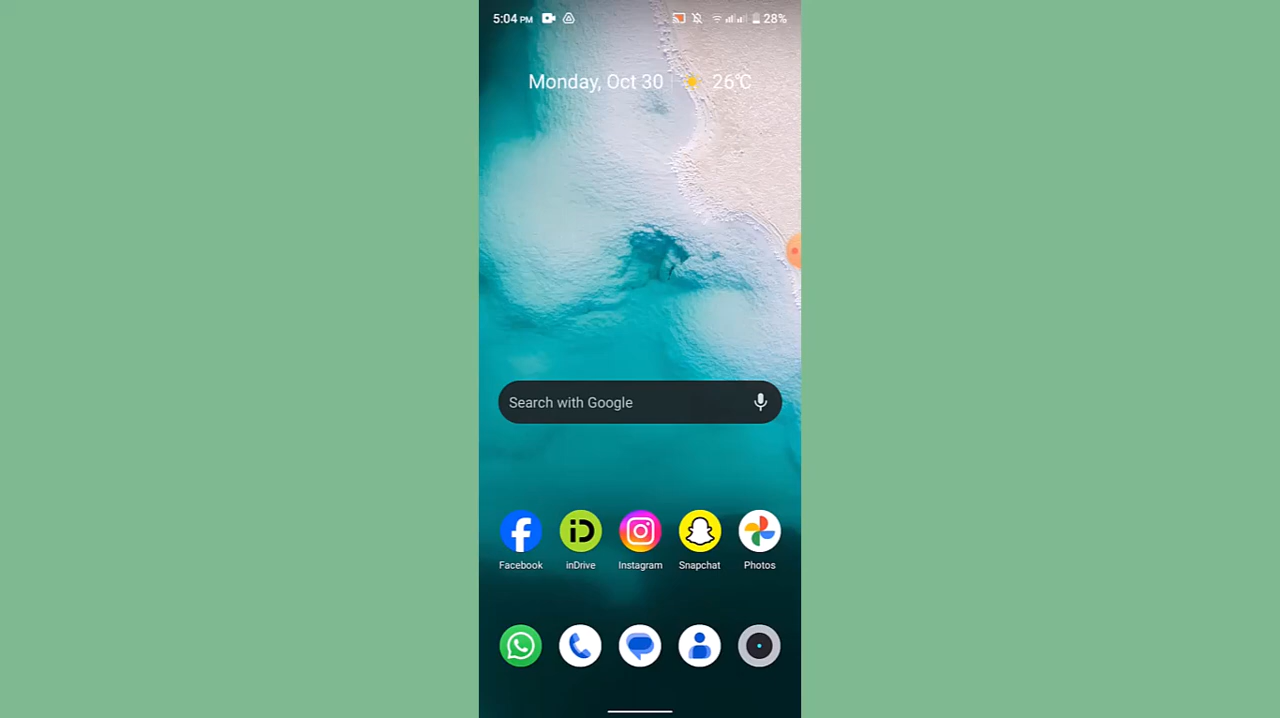 5:04 PM 28%
Monday, Oct 30 26°C
Search with Google
Facebook inDrive Instagram Snapchat Photos